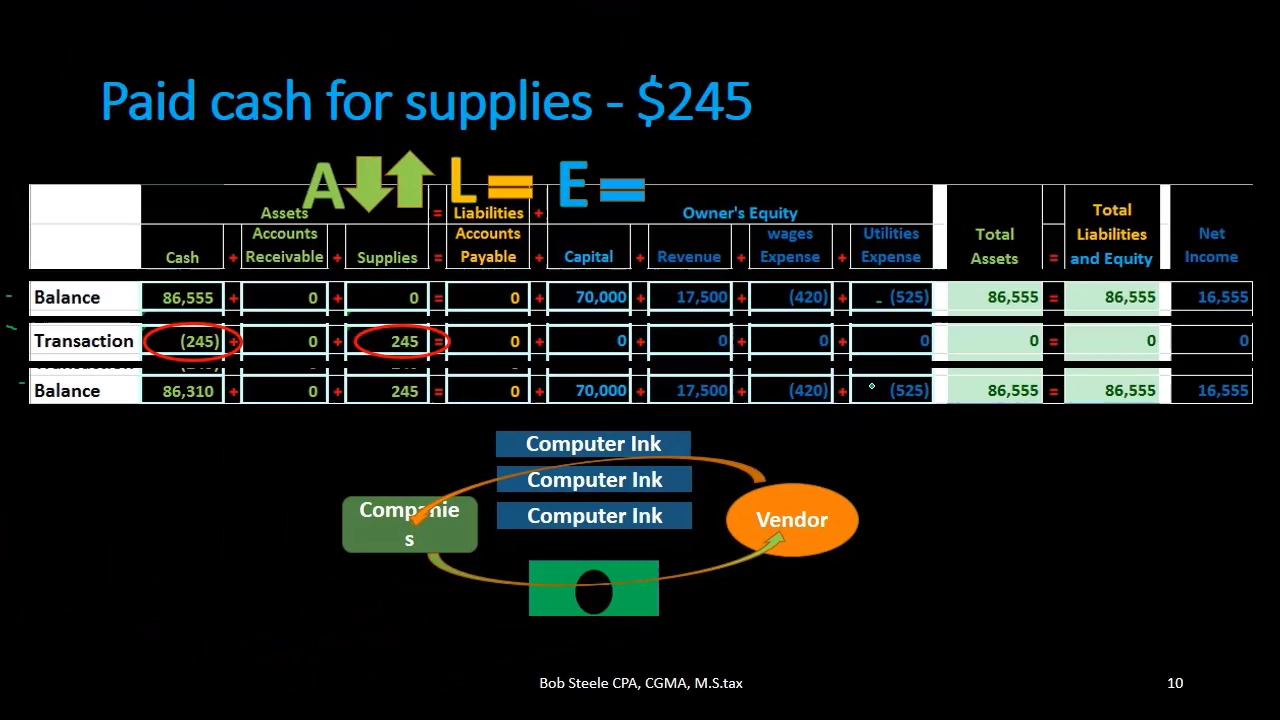 Paid cash for supplies - $245
A L = E =
Assets = Liabilities + Owner's Equity Total Assets = Total Liabilities and Equity Net Income
Cash + Accounts Receivable + Supplies = Accounts Payable + Capital + Revenue + wages Expense + Utilities Expense
Balance 86,555 + 0 + 0 = 0 + 70,000 + 17,500 + (420) + (525) 86,555 = 86,555 16,555
Transaction (245) + 0 + 245 = 0 + 0 + 0 + 0 + 0 0 = 0 0
Balance 86,310 + 0 + 245 = 0 + 70,000 + 17,500 + (420) + (525) 86,555 = 86,555 16,555
Computer Ink
Computer Ink
Computer Ink
Companie
s
Vendor
Bob Steele CPA, CGMA, M.S.tax
10